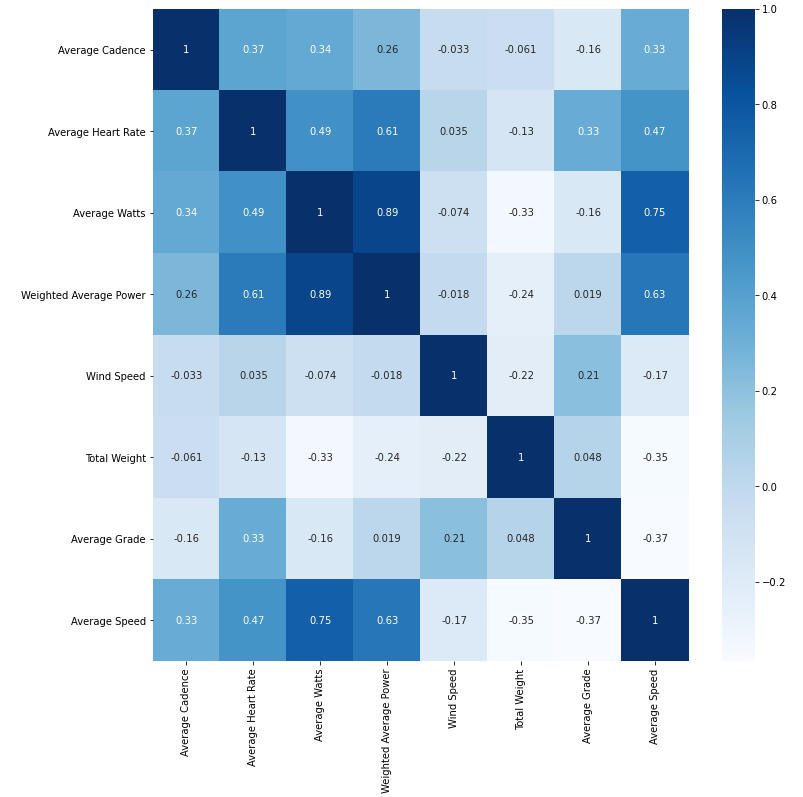 Average Cadence 1 0.37 0.34 0.26 -0.033 -0.061 -0.16 0.33
Average Heart Rate 0.37 1 0.49 0.61 0.035 -0.13 0.33 0.47
Average Watts 0.34 0.49 1 0.89 -0.074 -0.33 -0.16 0.75
Weighted Average Power 0.26 0.61 0.89 1 -0.018 -0.24 0.019 0.63
Wind Speed -0.033 0.035 -0.074 -0.018 1 -0.22 0.21 -0.17
Total Weight -0.061 -0.13 -0.33 -0.24 -0.22 1 0.048 -0.35
Average Grade -0.16 0.33 -0.16 0.019 0.21 0.048 1 -0.37
Average Speed 0.33 0.47 0.75 0.63 -0.17 -0.35 -0.37 1
Average Cadence
Average Heart Rate
Average Watts
Weighted Average Power
Wind Speed
Total Weight
Average Grade
Average Speed
1.0
0.8
0.6
0.4
0.2
0.0
−0.2